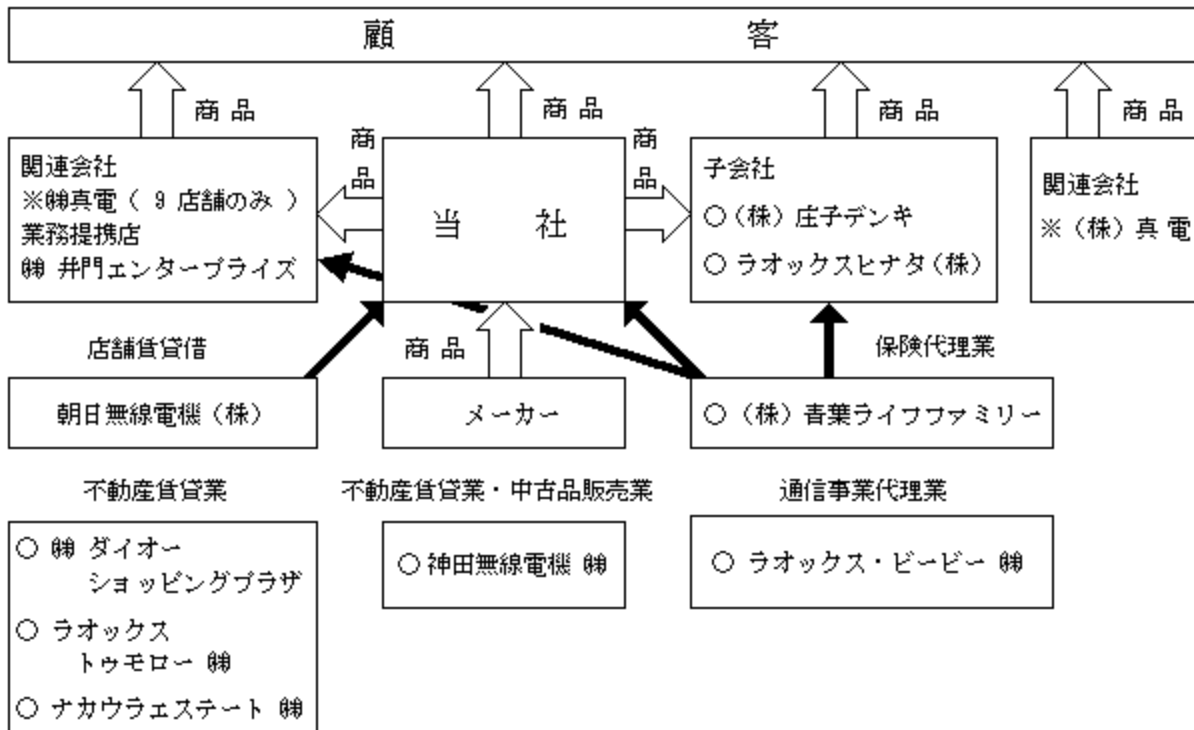 顧 客
商 品
商 品
商 品
商 品
関連会社
※㈱真電（ 9 店舗のみ ）
業務提携店
㈱ 井門エンタープライズ
商
品
当 社
商
品
子会社
○（株）庄子デンキ
○ ラオックスヒナタ（株）
関連会社
※（株）真 電
店舗賃貸借
商 品
保険代理業
朝日無線電機（株）
メーカー
○（株）青葉ライフファミリー
不動産賃貸業
不動産賃貸業・中古品販売業
通信事業代理業
○ ㈱ ダイオー
ショッピングプラザ
○ ラオックス
トゥモロー ㈱
○ ナカウラエステート ㈱
○神田無線電機 ㈱
○ ラオックス・ビービー ㈱